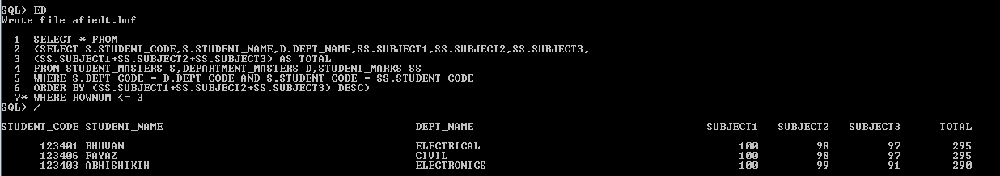 SQL> ED
Wrote file afiedt.buf
1 SELECT * FROM
2 (SELECT S.STUDENT_CODE,S.STUDENT_NAME,D.DEPT_NAME,SS.SUBJECT1,SS.SUBJECT2,SS.SUBJECT3,
3 (SS.SUBJECT1+SS.SUBJECT2+SS.SUBJECT3) AS TOTAL
4 FROM STUDENT_MASTERS S,DEPARTMENT_MASTERS D,STUDENT_MARKS SS
5 WHERE S.DEPT_CODE = D.DEPT_CODE AND S.STUDENT_CODE = SS.STUDENT_CODE
6 ORDER BY (SS.SUBJECT1+SS.SUBJECT2+SS.SUBJECT3) DESC)
7* WHERE ROWNUM <= 3
SQL> /
STUDENT_CODE STUDENT_NAME DEPT_NAME SUBJECT1 SUBJECT2 SUBJECT3 TOTAL
123401 BHUVAN ELECTRICAL 100 98 97 295
123406 FAYAZ CIVIL 100 98 97 295
123403 ABHISHIKTH ELECTRONICS 100 99 91 290